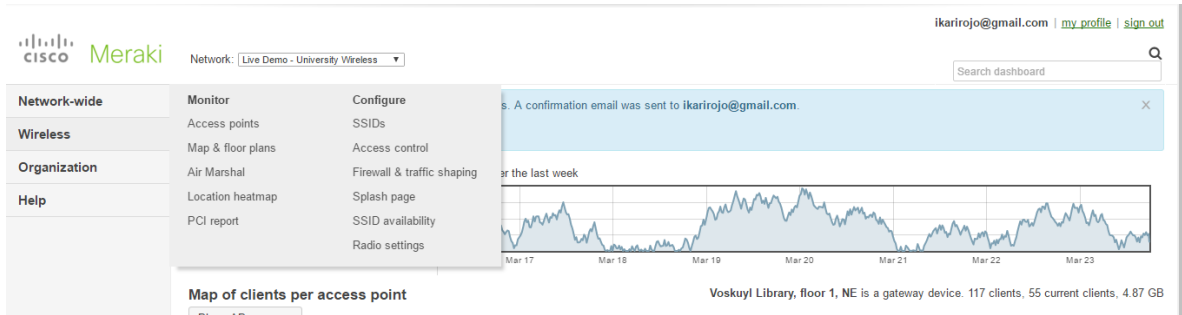 ikarirojo@gmail.com | my profile | sign out
CISCO Meraki
Network: Live Demo - University Wireless
Search dashboard
Network-wide
Wireless
Organization
Help
Monitor
Access points
Map & floor plans
Air Marshal
Location heatmap
PCI report
Configure
SSIDs
Access control
Firewall & traffic shaping
Splash page
SSID availability
Radio settings
s. A confirmation email was sent to ikarirojo@gmail.com.
er the last week
Mar 17 Mar 18 Mar 19 Mar 20 Mar 21 Mar 22 Mar 23
Map of clients per access point
Voskuyl Library, floor 1, NE is a gateway device. 117 clients, 55 current clients, 4.87 GB